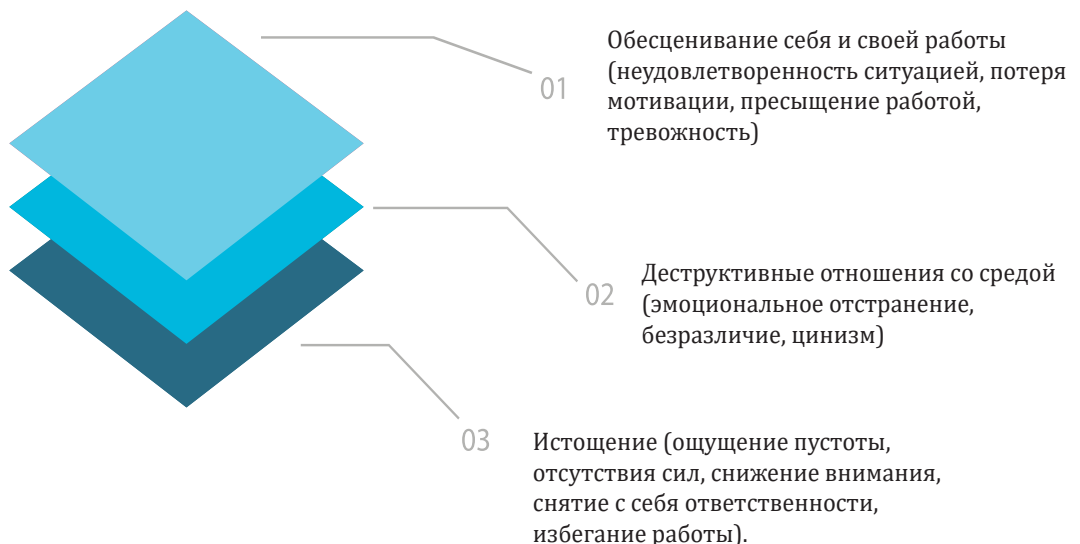 01
Обесценивание себя и своей работы
(неудовлетворенность ситуацией, потеря
мотивации, пресыщение работой,
тревожность)
02
Деструктивные отношения со средой
(эмоциональное отстранение,
безразличие, цинизм)
03
Истощение (ощущение пустоты,
отсутствия сил, снижение внимания,
снятие с себя ответственности,
избегание работы).